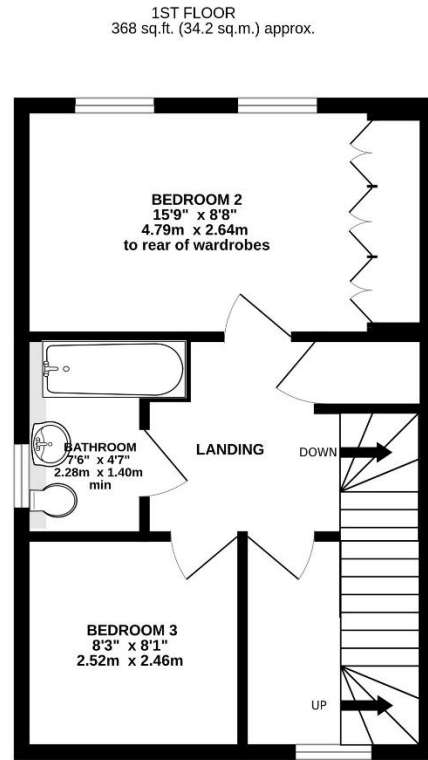 1ST FLOOR
368 sq.ft. (34.2 sq.m.) approx.
BEDROOM 2
15'9" x 8'8"
4.79m x 2.64m
to rear of wardrobes
BATHROOM
7'6" x 4'7"
2.28m x 1.40m
min
LANDING
DOWN
BEDROOM 3
8'3" x 8'1"
2.52m x 2.46m
UP